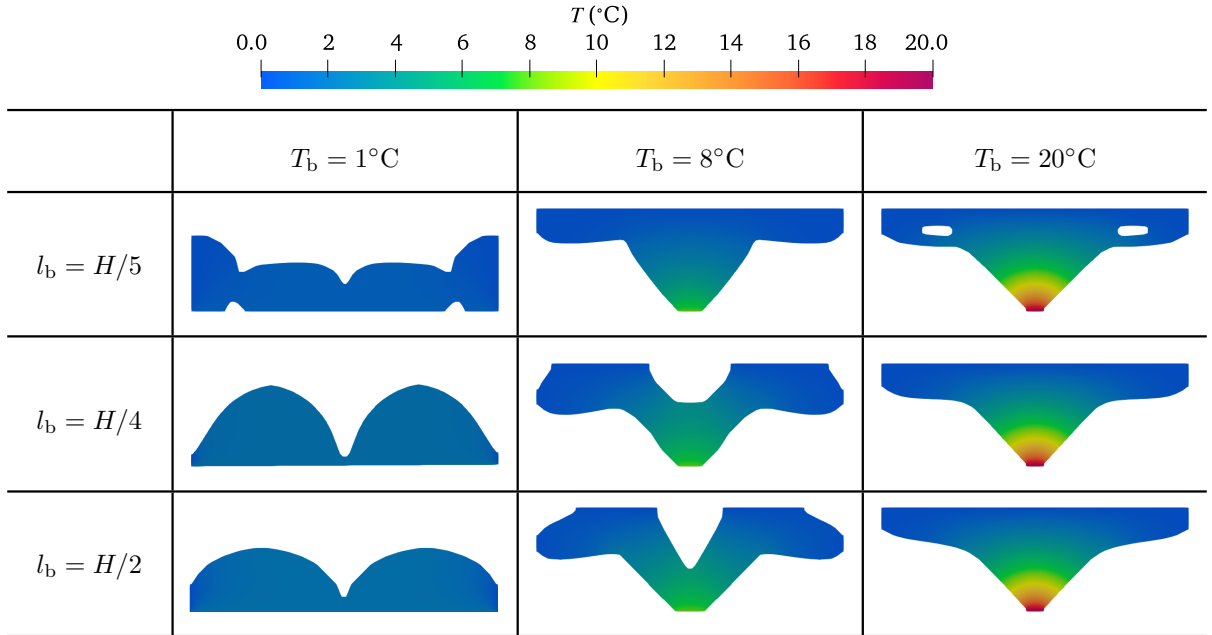 T (°C)
0.0 2 4 6 8 10 12 14 16 18 20.0
T_b = 1°C T_b = 8°C T_b = 20°C
l_b = H/5
l_b = H/4
l_b = H/2